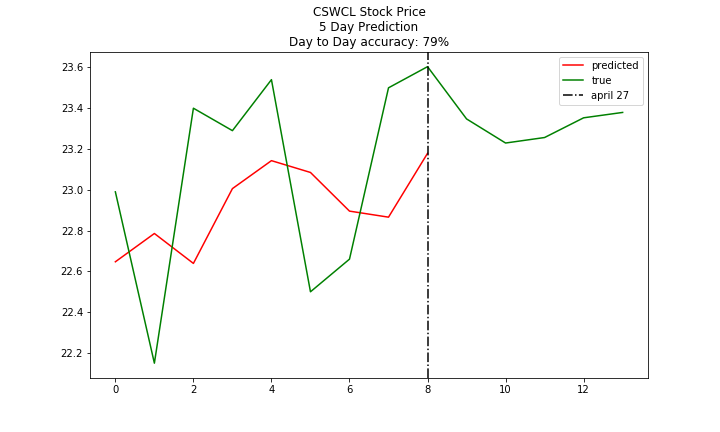 CSWCL Stock Price
5 Day Prediction
Day to Day accuracy: 79%
predicted
true
april 27
23.6
23.4
23.2
23.0
22.8
22.6
22.4
22.2
0 2 4 6 8 10 12